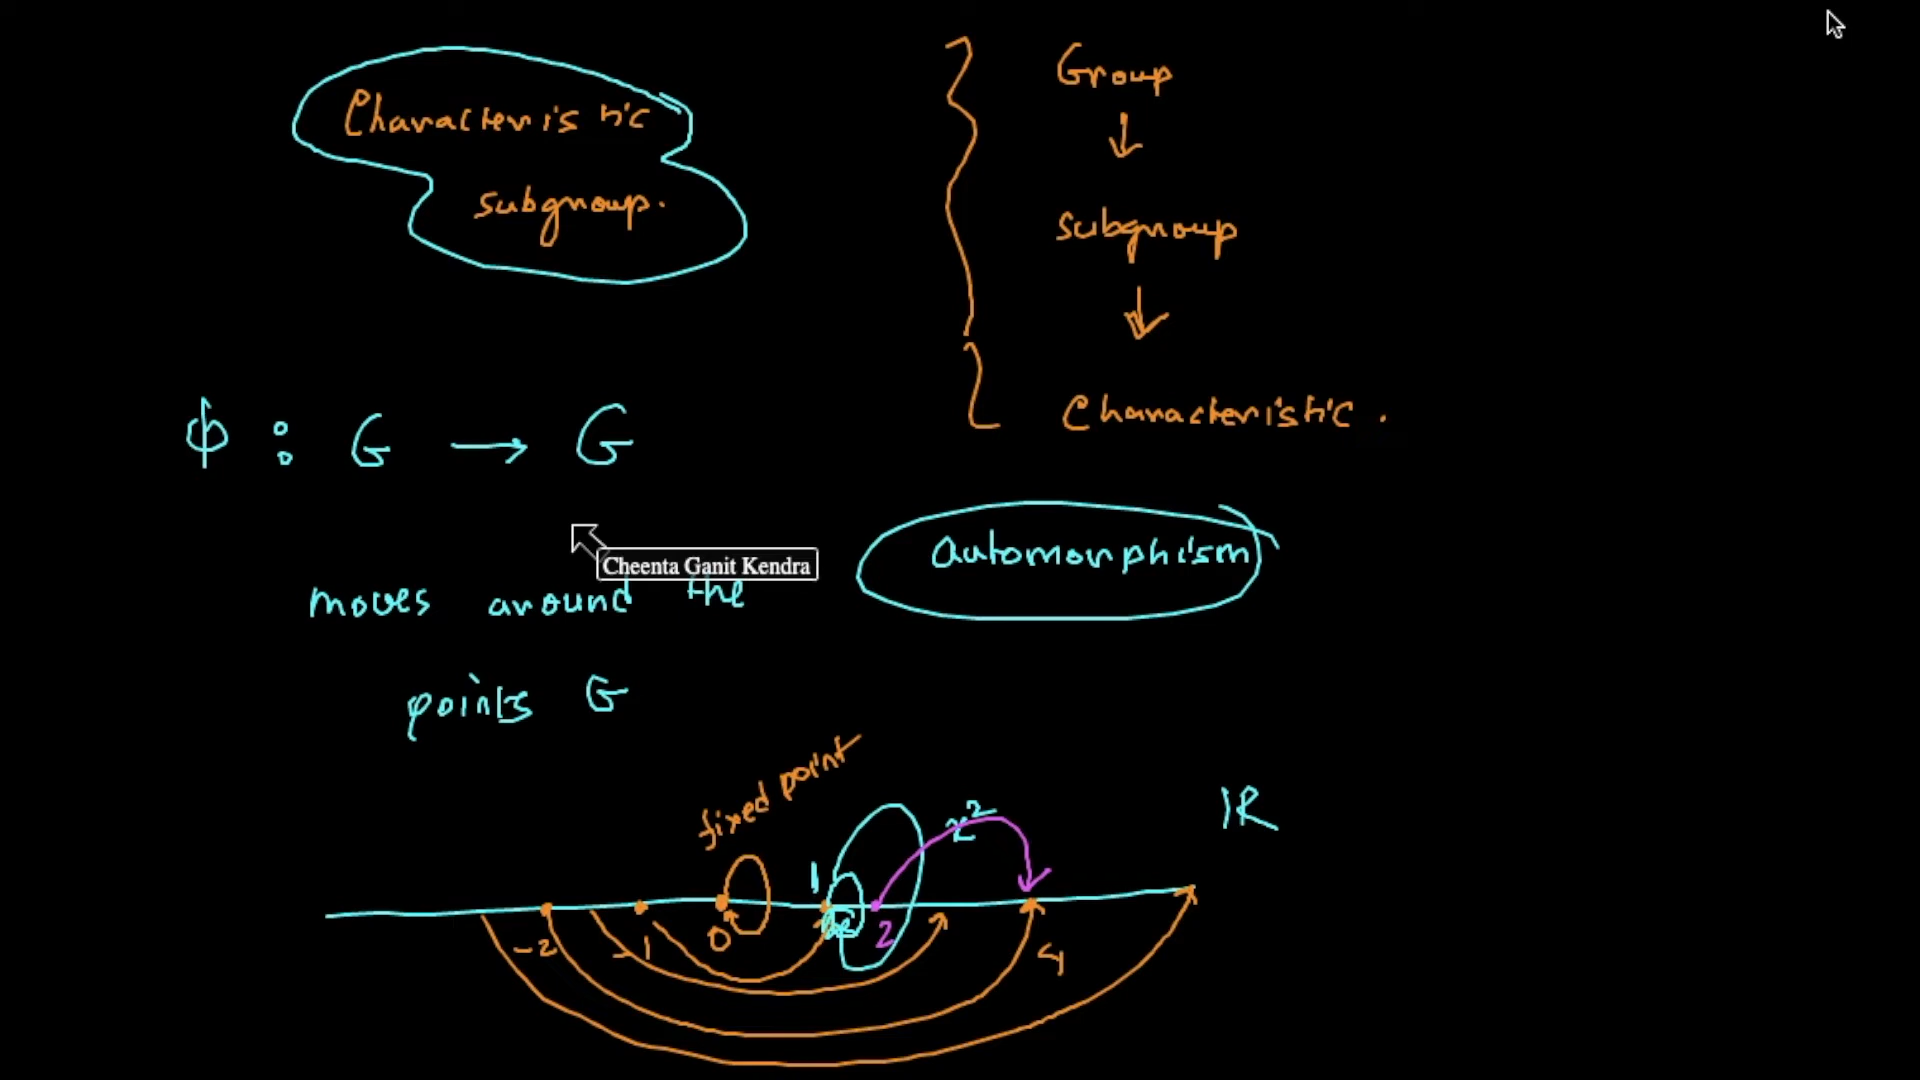 Characteristic
subgroup.
Group
↓
subgroup
↓
Characteristic.
Φ : G → G
automorphism
Cheenta Ganit Kendra
moves around the
points G
fixed point
x²
IR
1
-2 -1 0 2 4